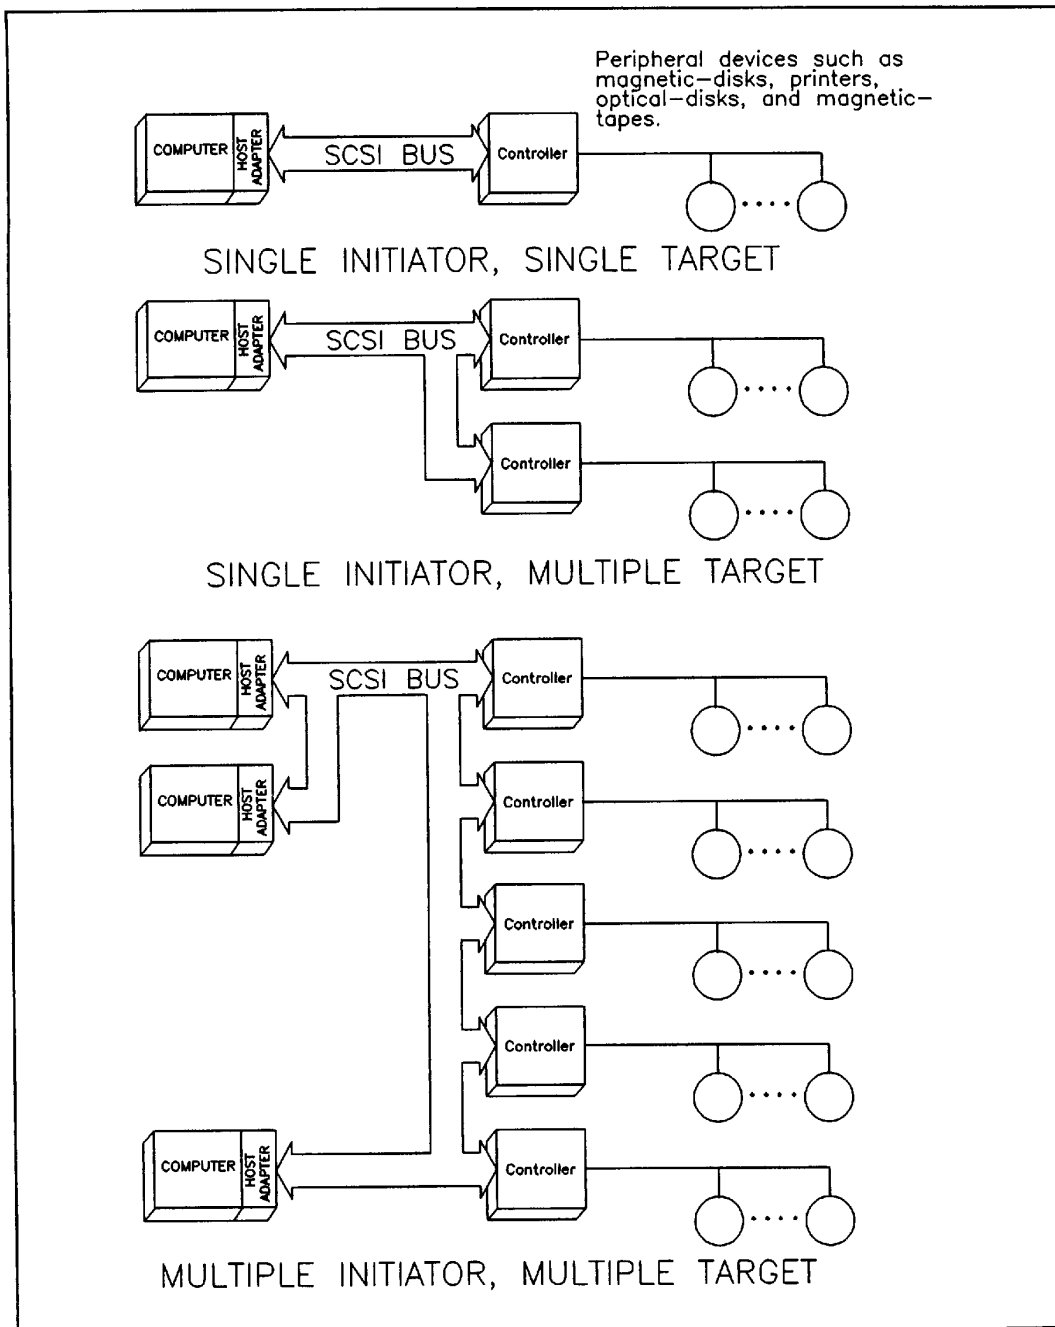 Peripheral devices such as
magnetic-disks, printers,
optical-disks, and magnetic-
tapes.
COMPUTER
HOST
ADAPTER
SCSI BUS
Controller
SINGLE INITIATOR, SINGLE TARGET
COMPUTER
HOST
ADAPTER
SCSI BUS
Controller
Controller
SINGLE INITIATOR, MULTIPLE TARGET
COMPUTER
HOST
ADAPTER
SCSI BUS
Controller
COMPUTER
HOST
ADAPTER
Controller
Controller
Controller
COMPUTER
HOST
ADAPTER
Controller
MULTIPLE INITIATOR, MULTIPLE TARGET